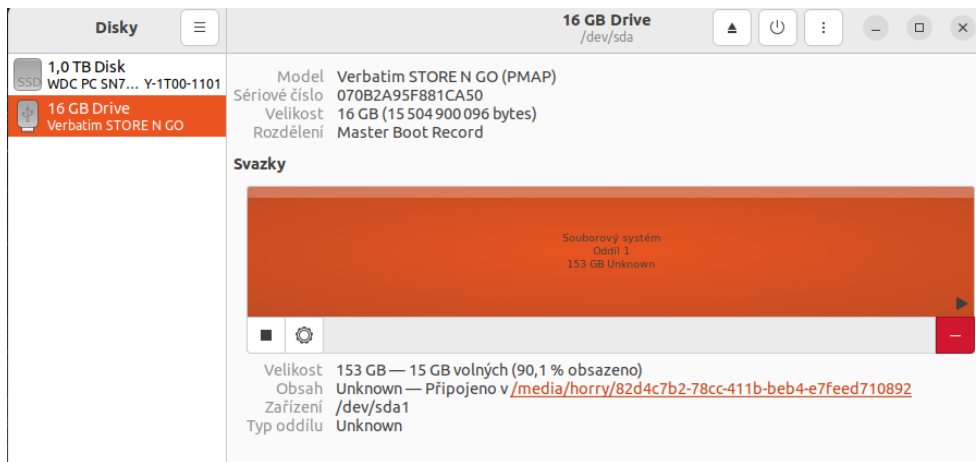 Disky
16 GB Drive
/dev/sda
1,0 TB Disk
SSD
WDC PC SN7... Y-1T00-1101
16 GB Drive
Verbatim STORE N GO
Model Verbatim STORE N GO (PMAP)
Sériové číslo 070B2A95F881CA50
Velikost 16 GB (15 504 900 096 bytes)
Rozdělení Master Boot Record
Svazky
Souborový systém
Oddíl 1
153 GB Unknown
Velikost 153 GB — 15 GB volných (90,1 % obsazeno)
Obsah Unknown — Připojeno v /media/horry/82d4c7b2-78cc-411b-beb4-e7feed710892
Zařízení /dev/sda1
Typ oddílu Unknown